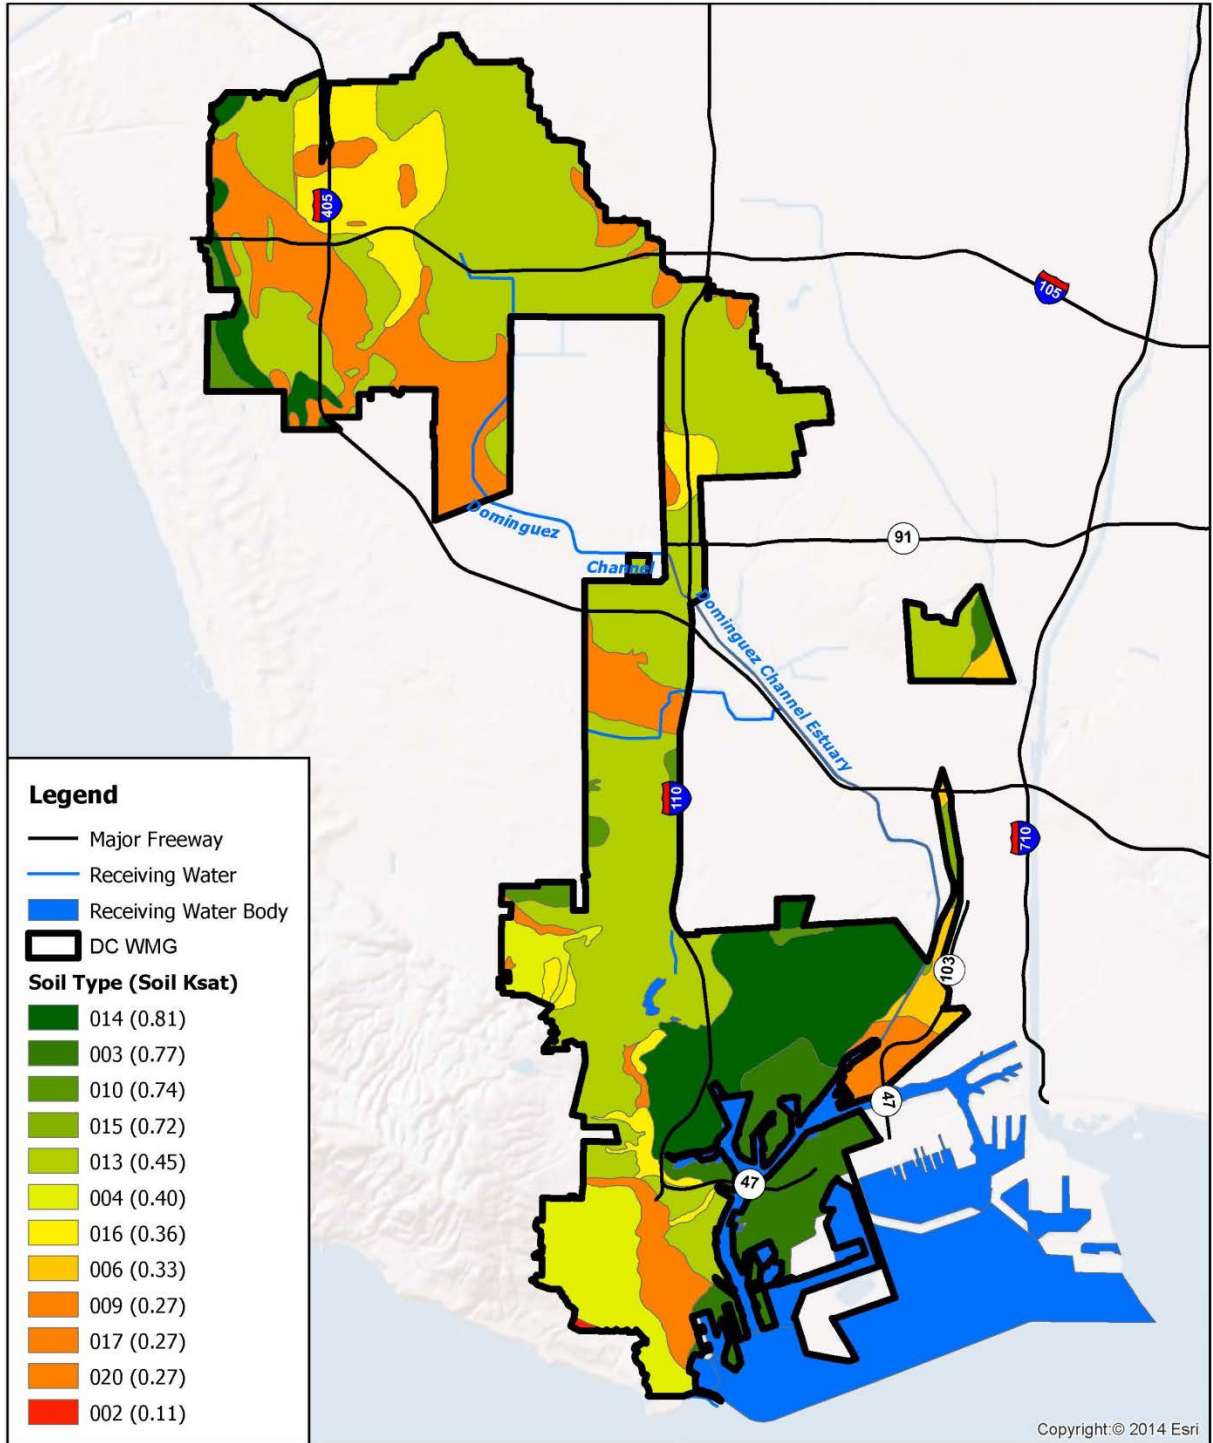 405
105
Dominguez
Channel
91
Dominguez Channel Estuary
110
710
103
47
47
Legend
Major Freeway
Receiving Water
Receiving Water Body
DC WMG
Soil Type (Soil Ksat)
014 (0.81)
003 (0.77)
010 (0.74)
015 (0.72)
013 (0.45)
004 (0.40)
016 (0.36)
006 (0.33)
009 (0.27)
017 (0.27)
020 (0.27)
002 (0.11)
Copyright:© 2014 Esri